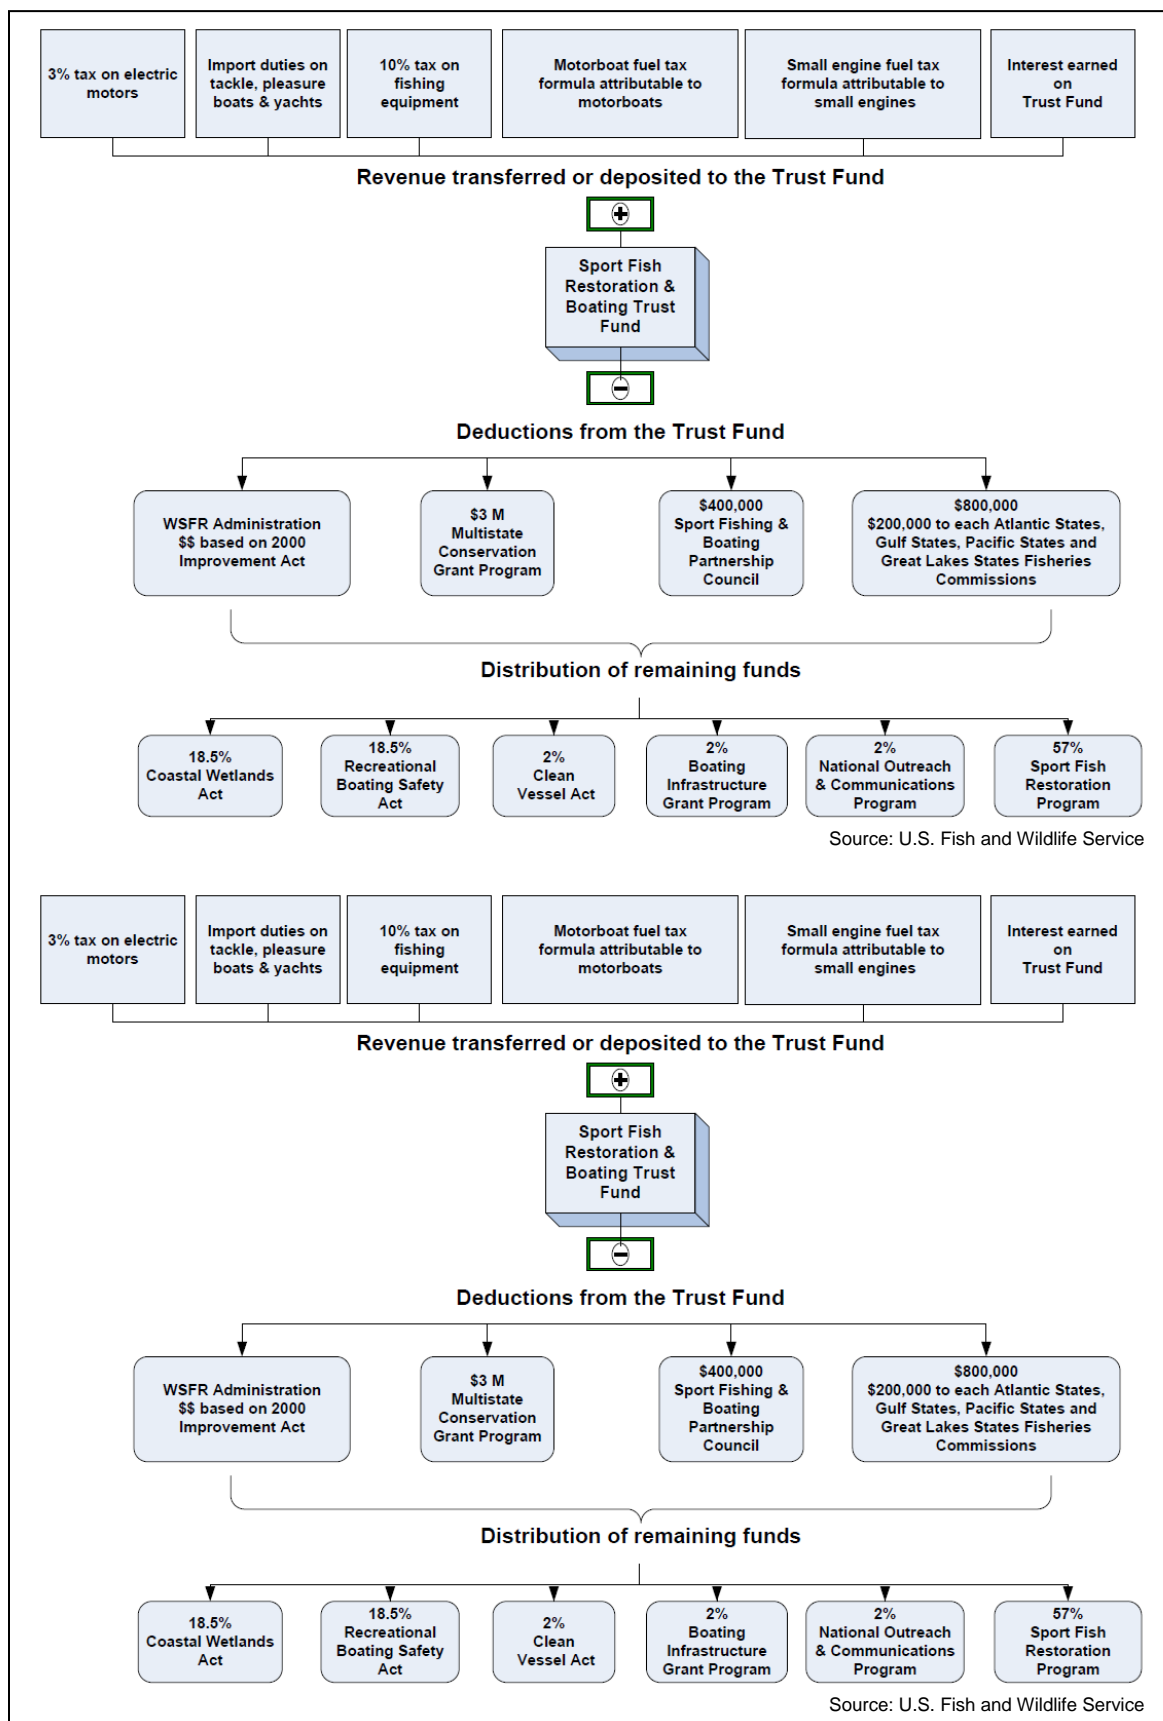 3% tax on electric
motors
Import duties on
tackle, pleasure
boats & yachts
10% tax on
fishing
equipment
Motorboat fuel tax
formula attributable to
motorboats
Small engine fuel tax
formula attributable to
small engines
Interest earned
on
Trust Fund
Revenue transferred or deposited to the Trust Fund
+
Sport Fish
Restoration &
Boating Trust
Fund
−
Deductions from the Trust Fund
WSFR Administration
$$ based on 2000
Improvement Act
$3 M
Multistate
Conservation
Grant Program
$400,000
Sport Fishing &
Boating
Partnership
Council
$800,000
$200,000 to each Atlantic States,
Gulf States, Pacific States and
Great Lakes States Fisheries
Commissions
Distribution of remaining funds
18.5%
Coastal Wetlands
Act
18.5%
Recreational
Boating Safety
Act
2%
Clean
Vessel Act
2%
Boating
Infrastructure
Grant Program
2%
National Outreach
& Communications
Program
57%
Sport Fish
Restoration
Program
Source: U.S. Fish and Wildlife Service
3% tax on electric
motors
Import duties on
tackle, pleasure
boats & yachts
10% tax on
fishing
equipment
Motorboat fuel tax
formula attributable to
motorboats
Small engine fuel tax
formula attributable to
small engines
Interest earned
on
Trust Fund
Revenue transferred or deposited to the Trust Fund
+
Sport Fish
Restoration &
Boating Trust
Fund
−
Deductions from the Trust Fund
WSFR Administration
$$ based on 2000
Improvement Act
$3 M
Multistate
Conservation
Grant Program
$400,000
Sport Fishing &
Boating
Partnership
Council
$800,000
$200,000 to each Atlantic States,
Gulf States, Pacific States and
Great Lakes States Fisheries
Commissions
Distribution of remaining funds
18.5%
Coastal Wetlands
Act
18.5%
Recreational
Boating Safety
Act
2%
Clean
Vessel Act
2%
Boating
Infrastructure
Grant Program
2%
National Outreach
& Communications
Program
57%
Sport Fish
Restoration
Program
Source: U.S. Fish and Wildlife Service